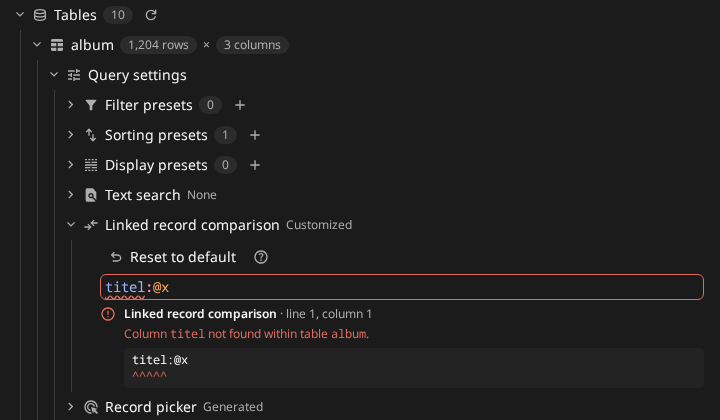 Tables 10
album 1,204 rows × 3 columns
Query settings
Filter presets 0 +
Sorting presets 1 +
Display presets 0 +
Text search None
Linked record comparison Customized
Reset to default
titel:@x
Linked record comparison · line 1, column 1
Column titel not found within table album.
titel:@x
^^^^^
Record picker Generated